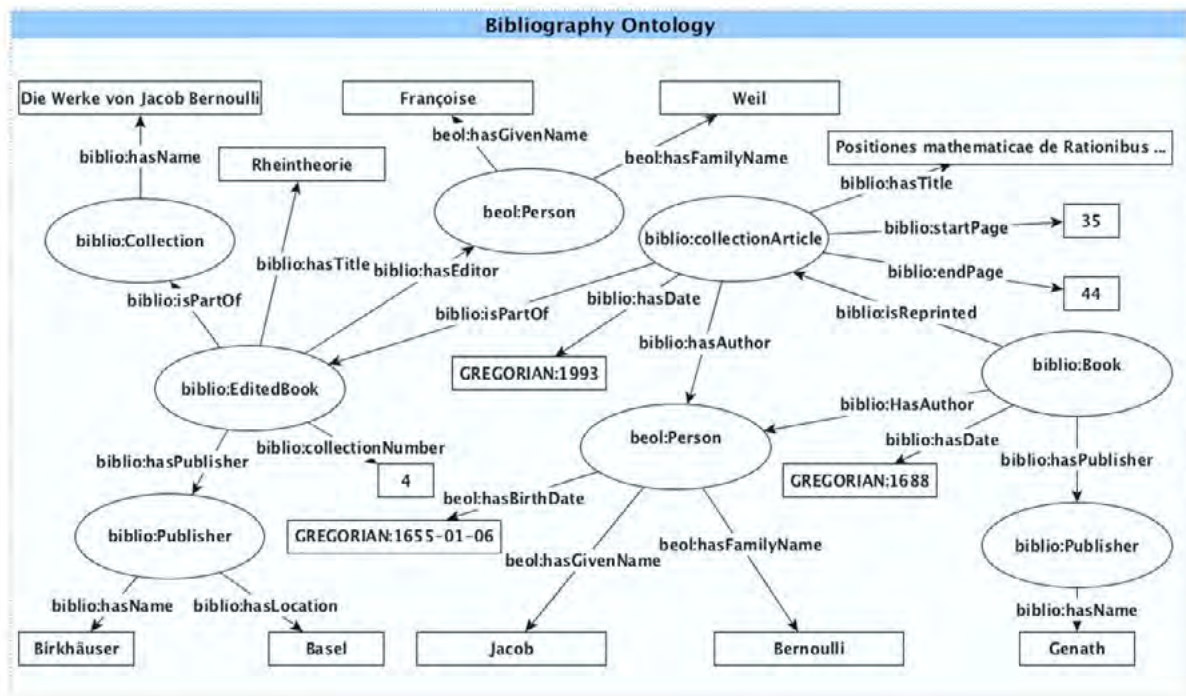 Bibliography Ontology
Die Werke von Jacob Bernoulli
Françoise
Weil
biblio:hasName
Rheintheorie
beol:hasGivenName
beol:hasFamilyName
Positiones mathematicae de Rationibus ...
biblio:hasTitle
biblio:Collection
beol:Person
biblio:collectionArticle
biblio:startPage
35
biblio:hasTitle
biblio:hasEditor
biblio:endPage
44
biblio:isPartOf
biblio:isPartOf
biblio:hasDate
biblio:isReprinted
biblio:hasAuthor
GREGORIAN:1993
biblio:EditedBook
biblio:Book
biblio:HasAuthor
biblio:collectionNumber
beol:Person
biblio:hasDate
biblio:hasPublisher
4
GREGORIAN:1688
biblio:hasPublisher
beol:hasBirthDate
biblio:Publisher
GREGORIAN:1655-01-06
beol:hasGivenName
beol:hasFamilyName
biblio:Publisher
biblio:hasName
biblio:hasLocation
biblio:hasName
Birkhäuser
Basel
Jacob
Bernoulli
Genath